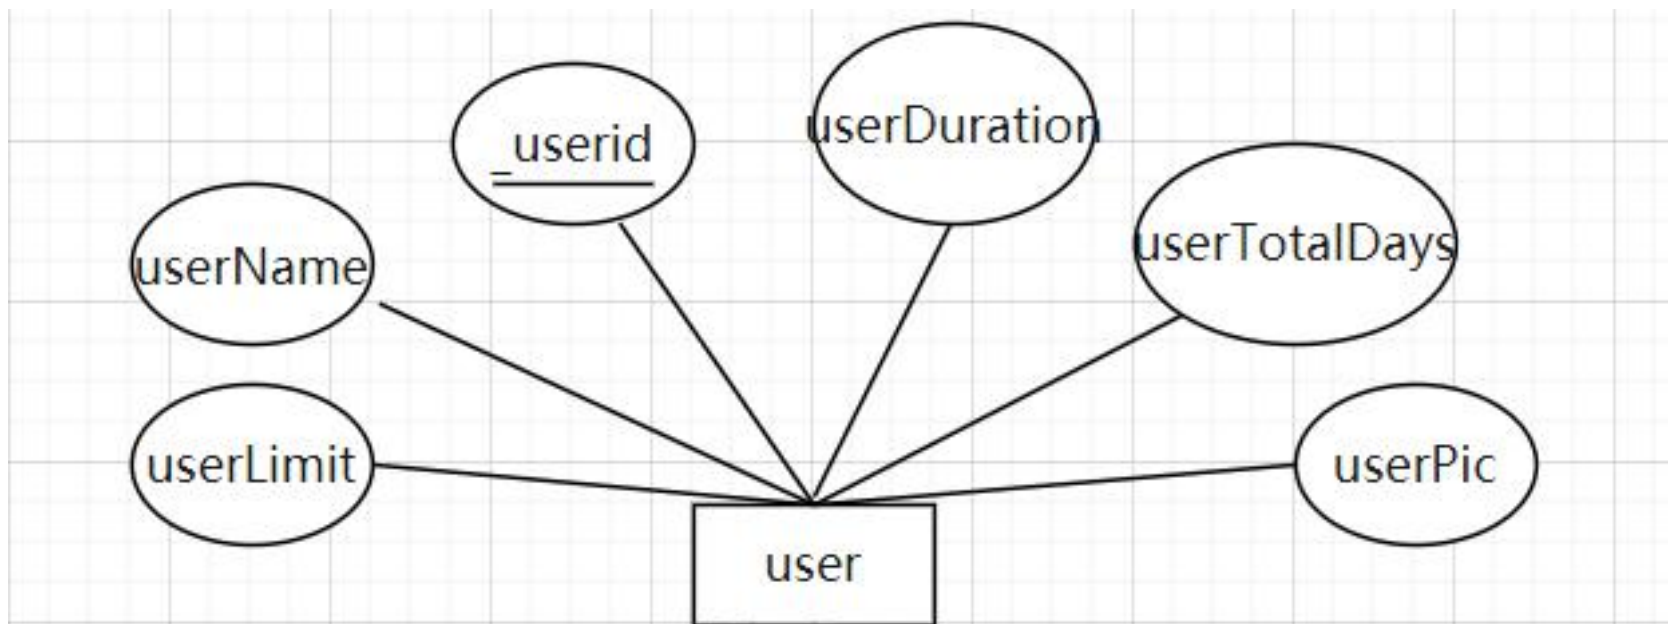 userDuration
_userid
userTotalDays
userName
userLimit
userPic
user